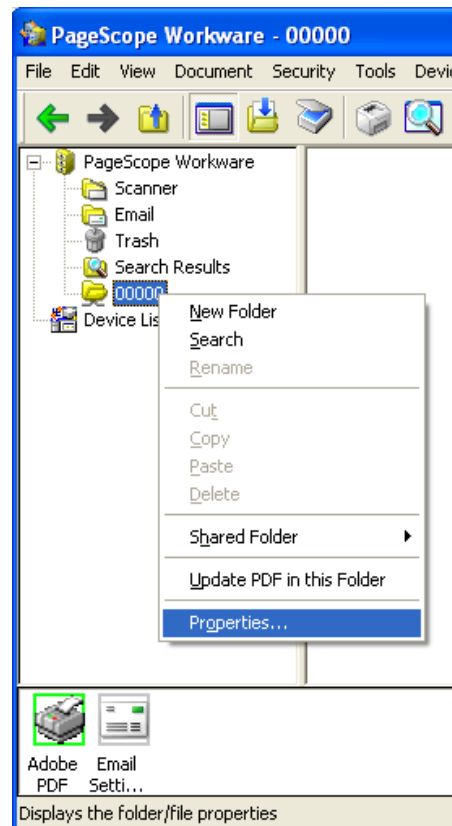 PageScope Workware - 00000
File Edit View Document Security Tools
PageScope Workware
Scanner
Email
Trash
Search Results
00000
Device Lis
New Folder
Search
Rename
Cut
Copy
Paste
Delete
Shared Folder
Update PDF in this Folder
Properties...
Adobe Email
PDF Setti...
Displays the folder/file properties